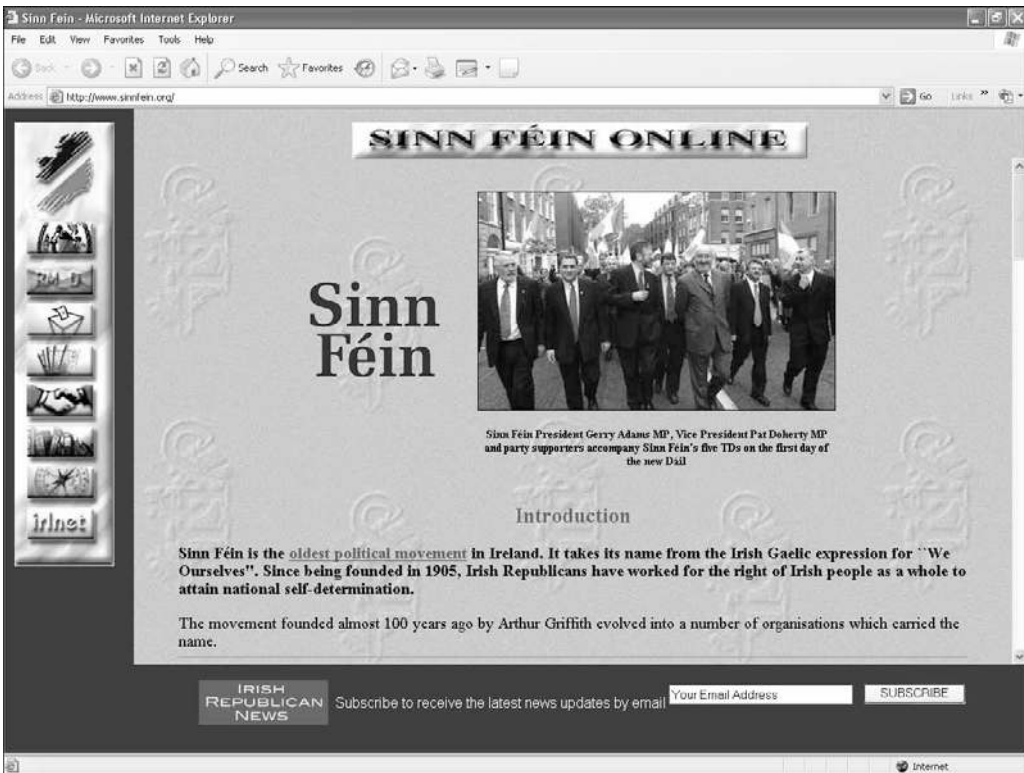 Sinn Fein - Microsoft Internet Explorer
File Edit View Favorites Tools Help
Back Search Favorites
Address http://www.sinnfein.org/ Go Links »
SINN FÉIN ONLINE
Sinn
Féin
Sinn Féin President Gerry Adams MP, Vice President Pat Doherty MP
and party supporters accompany Sinn Féin's five TDs on the first day of
the new Dail
irlnet
Introduction
Sinn Féin is the oldest political movement in Ireland. It takes its name from the Irish Gaelic expression for ``We
Ourselves". Since being founded in 1905, Irish Republicans have worked for the right of Irish people as a whole to
attain national self-determination.
The movement founded almost 100 years ago by Arthur Griffith evolved into a number of organisations which carried the
name.
IRISH
REPUBLICAN
NEWS
Subscribe to receive the latest news updates by email Your Email Address SUBSCRIBE
Internet